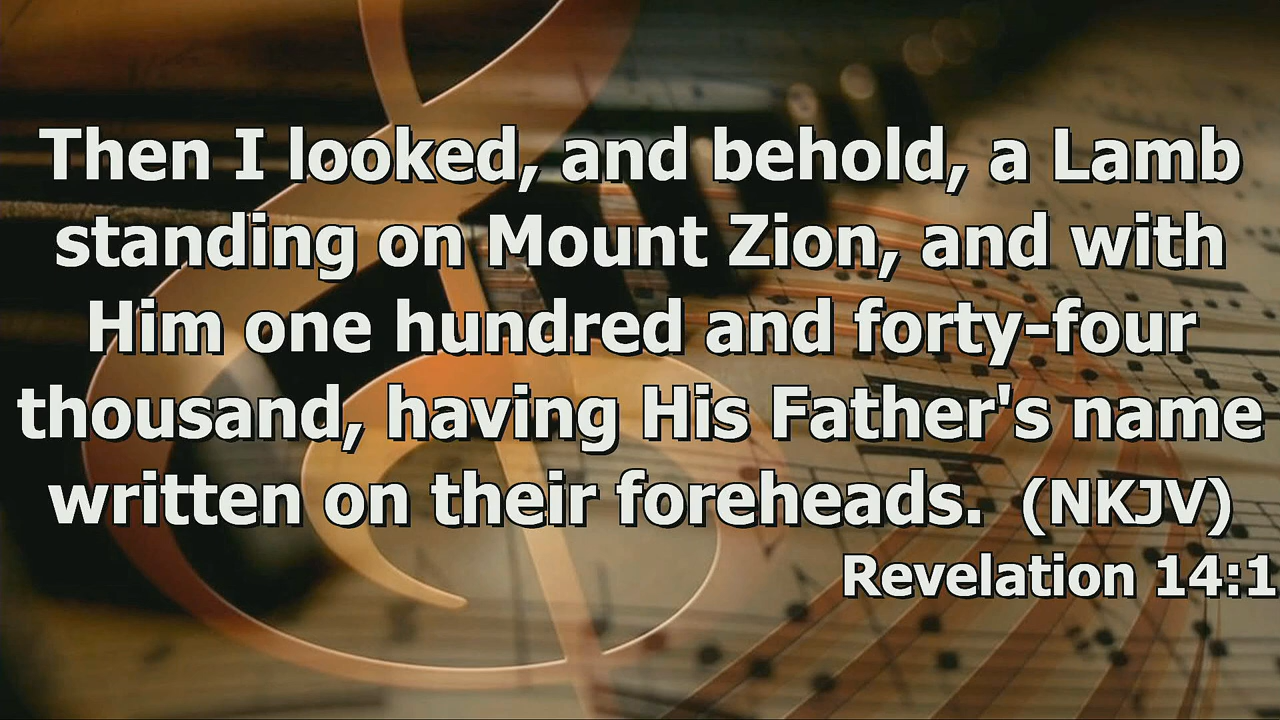 Then I looked, and behold, a Lamb
standing on Mount Zion, and with
Him one hundred and forty-four
thousand, having His Father's name
written on their foreheads.  (NKJV)
Revelation 14:1